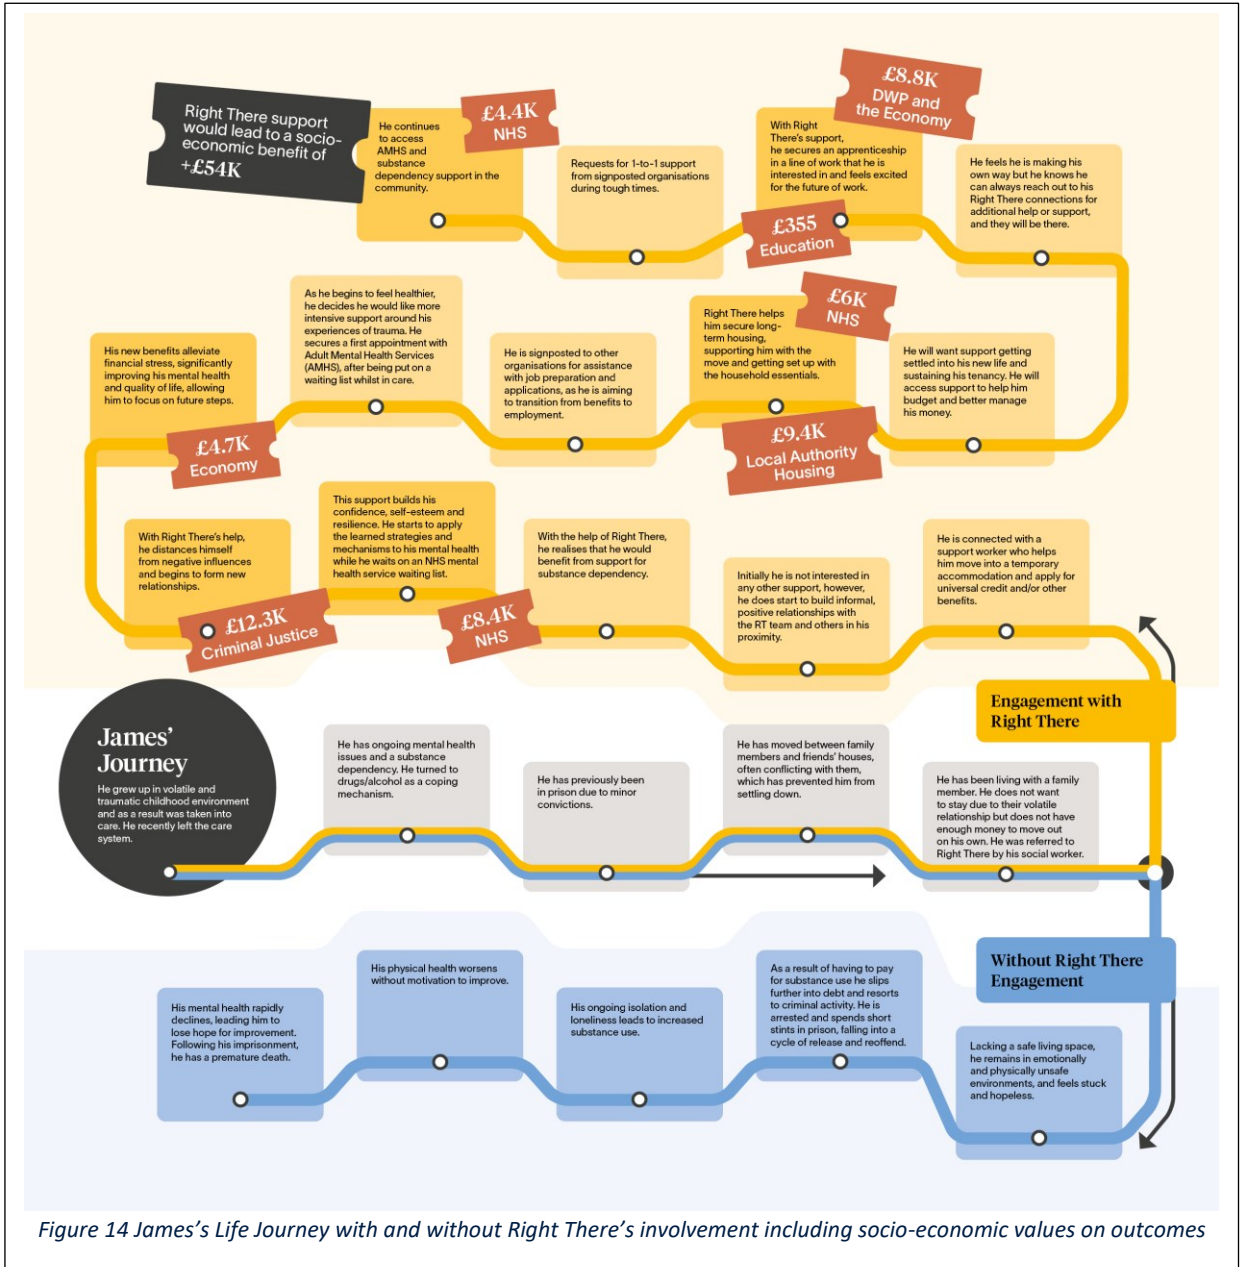 Right There support
would lead to a socio-
economic benefit of
+£54K
He continues
to access
AMHS and
substance
dependency support in the
community.
£4.4K
NHS
Requests for 1-to-1 support
from signposted organisations
during tough times.
With Right
There's support,
he secures an apprenticeship
in a line of work that he is
interested in and feels excited
for the future of work.
£8.8K
DWP and
the Economy
£355
Education
He feels he is making his
own way but he knows he
can always reach out to his
Right There connections for
additional help or support,
and they will be there.
His new benefits alleviate
financial stress, significantly
improving his mental health
and quality of life, allowing
him to focus on future steps.
£4.7K
Economy
As he begins to feel healthier,
he decides he would like more
intensive support around his
experiences of trauma. He
secures a first appointment with
Adult Mental Health Services
(AMHS), after being put on a
waiting list whilst in care.
He is signposted to other
organisations for assistance
with job preparation and
applications, as he is aiming
to transition from benefits to
employment.
Right There helps
him secure long-
term housing,
supporting him with the
move and getting set up with
the household essentials.
£6K
NHS
£9.4K
Local Authority
Housing
He will want support getting
settled into his new life and
sustaining his tenancy. He will
access support to help him
budget and better manage
his money.
With Right There's help,
he distances himself
from negative influences
and begins to form new
relationships.
£12.3K
Criminal Justice
This support builds his
confidence, self-esteem and
resilience. He starts to apply
the learned strategies and
mechanisms to his mental health
while he waits on an NHS mental
health service waiting list.
£8.4K
NHS
With the help of Right There,
he realises that he would
benefit from support for
substance dependency.
Initially he is not interested in
any other support, however,
he does start to build informal,
positive relationships with
the RT team and others in his
proximity.
He is connected with a
support worker who helps
him move into a temporary
accommodation and apply for
universal credit and/or other
benefits.
Engagement with
Right There
James'
Journey
He grew up in volatile and
traumatic childhood environment
and as a result was taken into
care. He recently left the care
system.
He has ongoing mental health
issues and a substance
dependency. He turned to
drugs/alcohol as a coping
mechanism.
He has previously been
in prison due to minor
convictions.
He has moved between family
members and friends' houses,
often conflicting with them,
which has prevented him from
settling down.
He has been living with a family
member. He does not want
to stay due to their volatile
relationship but does not have
enough money to move out
on his own. He was referred to
Right There by his social worker.
Without Right There
Engagement
His mental health rapidly
declines, leading him to
lose hope for improvement.
Following his imprisonment,
he has a premature death.
His physical health worsens
without motivation to improve.
His ongoing isolation and
loneliness leads to increased
substance use.
As a result of having to pay
for substance use he slips
further into debt and resorts
to criminal activity. He is
arrested and spends short
stints in prison, falling into a
cycle of release and reoffend.
Lacking a safe living space,
he remains in emotionally
and physically unsafe
environments, and feels stuck
and hopeless.
Figure 14 James's Life Journey with and without Right There's involvement including socio-economic values on outcomes